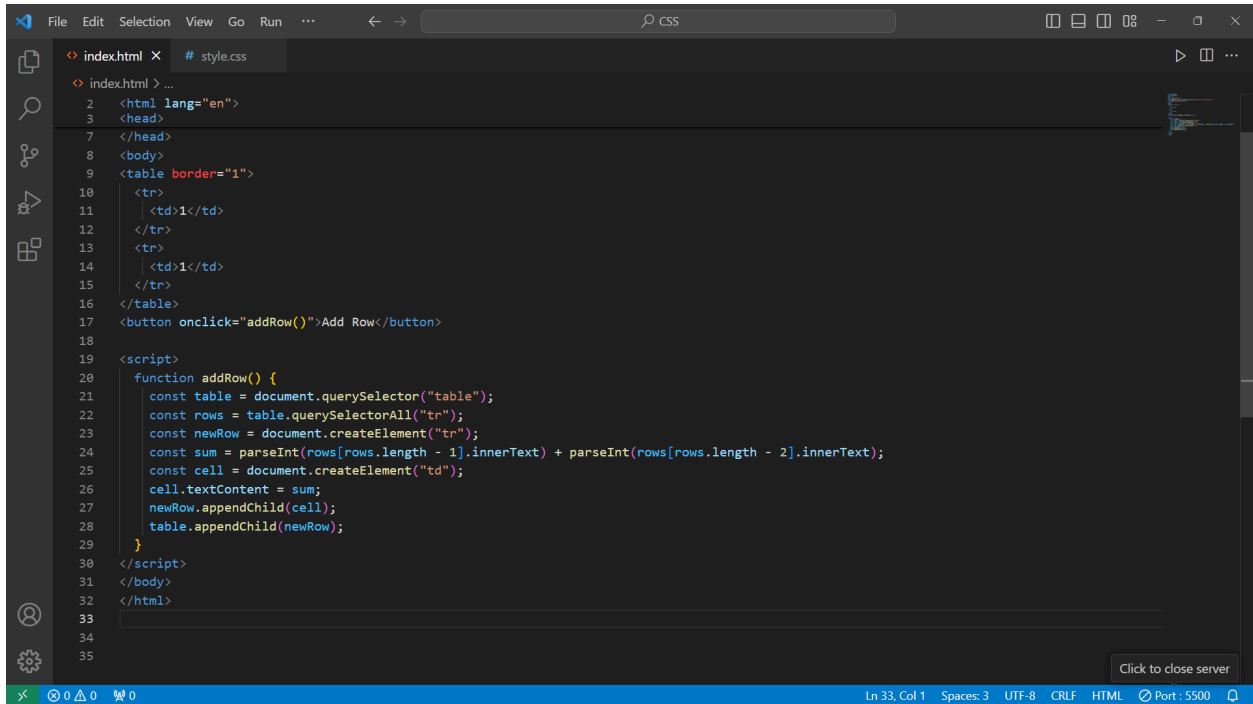 File Edit Selection View Go Run ··· CSS
index.html # style.css
index.html > ...
2 <html lang="en">
3 <head>
7 </head>
8 <body>
9 <table border="1">
10 <tr>
11 <td>1</td>
12 </tr>
13 <tr>
14 <td>1</td>
15 </tr>
16 </table>
17 <button onclick="addRow()">Add Row</button>
18
19 <script>
20 function addRow() {
21 const table = document.querySelector("table");
22 const rows = table.querySelectorAll("tr");
23 const newRow = document.createElement("tr");
24 const sum = parseInt(rows[rows.length - 1].innerText) + parseInt(rows[rows.length - 2].innerText);
25 const cell = document.createElement("td");
26 cell.textContent = sum;
27 newRow.appendChild(cell);
28 table.appendChild(newRow);
29 }
30 </script>
31 </body>
32 </html>
33
34
35
Click to close server
0 0 0 Ln 33, Col 1 Spaces: 3 UTF-8 CRLF HTML Port : 5500